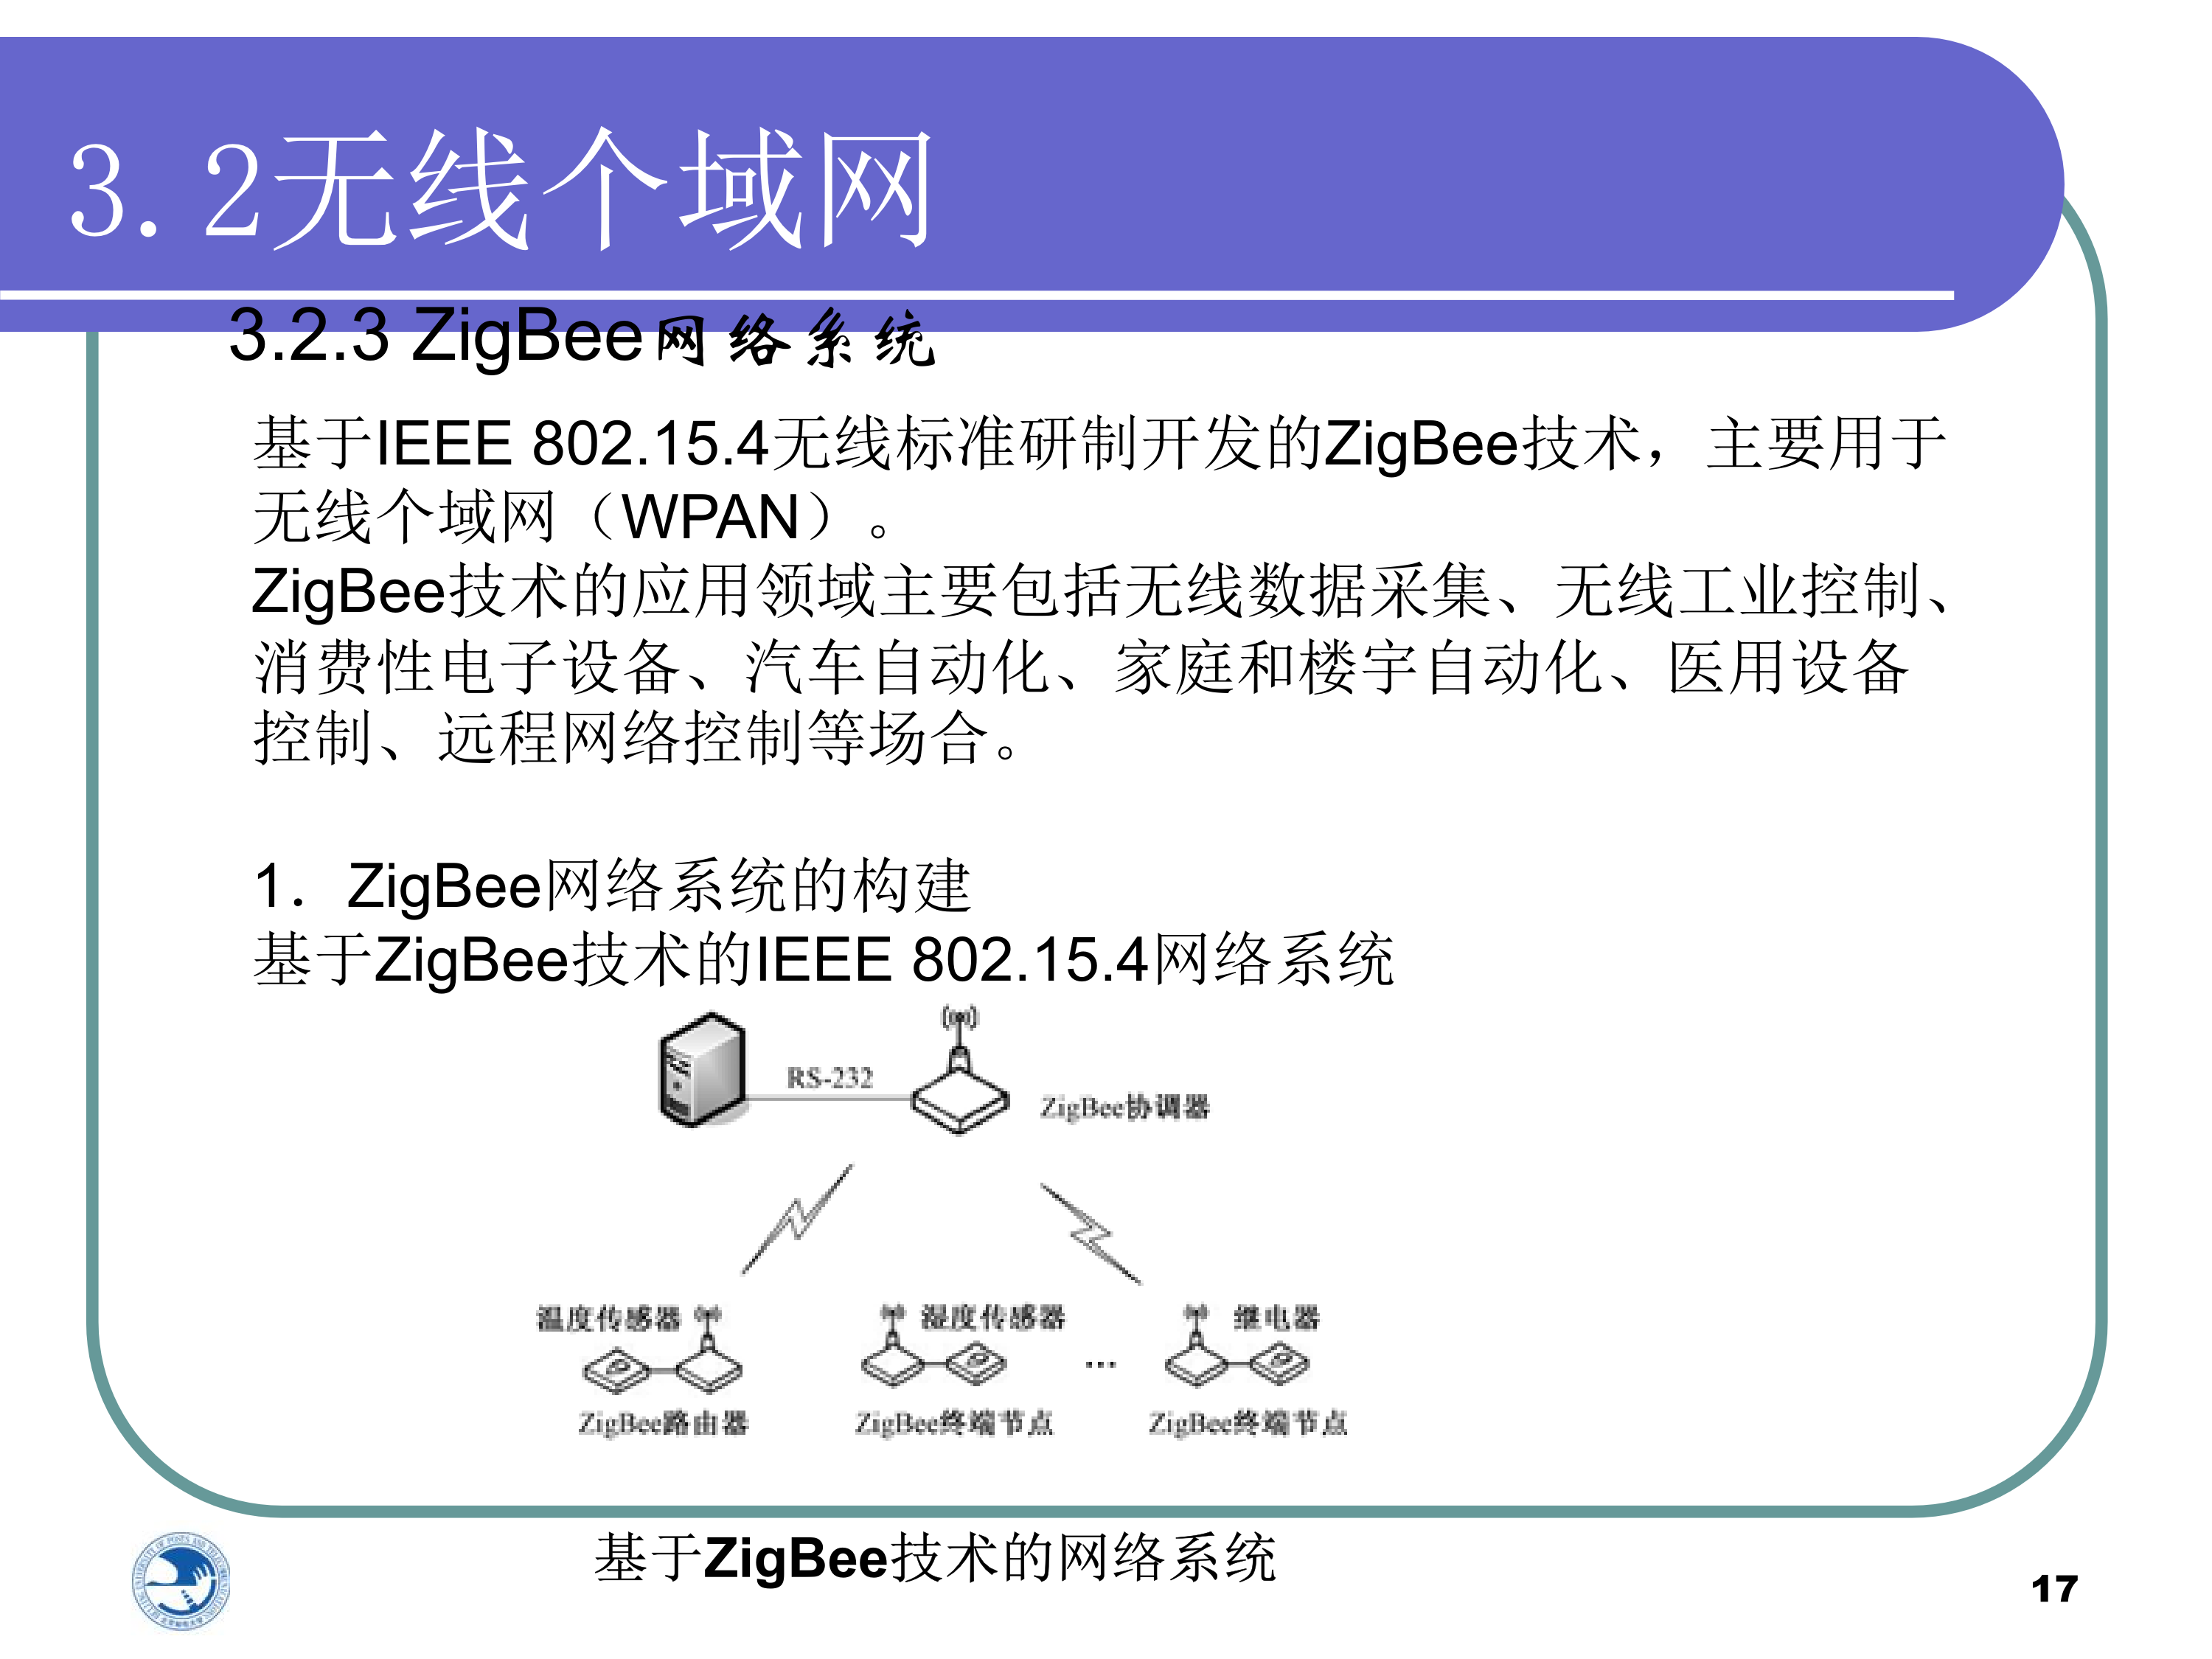 3.2无线个域网
3.2.3 ZigBee网络系统
基于IEEE 802.15.4无线标准研制开发的ZigBee技术，主要用于
无线个域网（WPAN）。
ZigBee技术的应用领域主要包括无线数据采集、无线工业控制、
消费性电子设备、汽车自动化、家庭和楼宇自动化、医用设备
控制、远程网络控制等场合。
1．ZigBee网络系统的构建
基于ZigBee技术的IEEE 802.15.4网络系统
RS-232
ZigBee协调器
温度传感器 湿度传感器 继电器
...
ZigBee路由器 ZigBee终端节点 ZigBee终端节点
基于ZigBee技术的网络系统
17